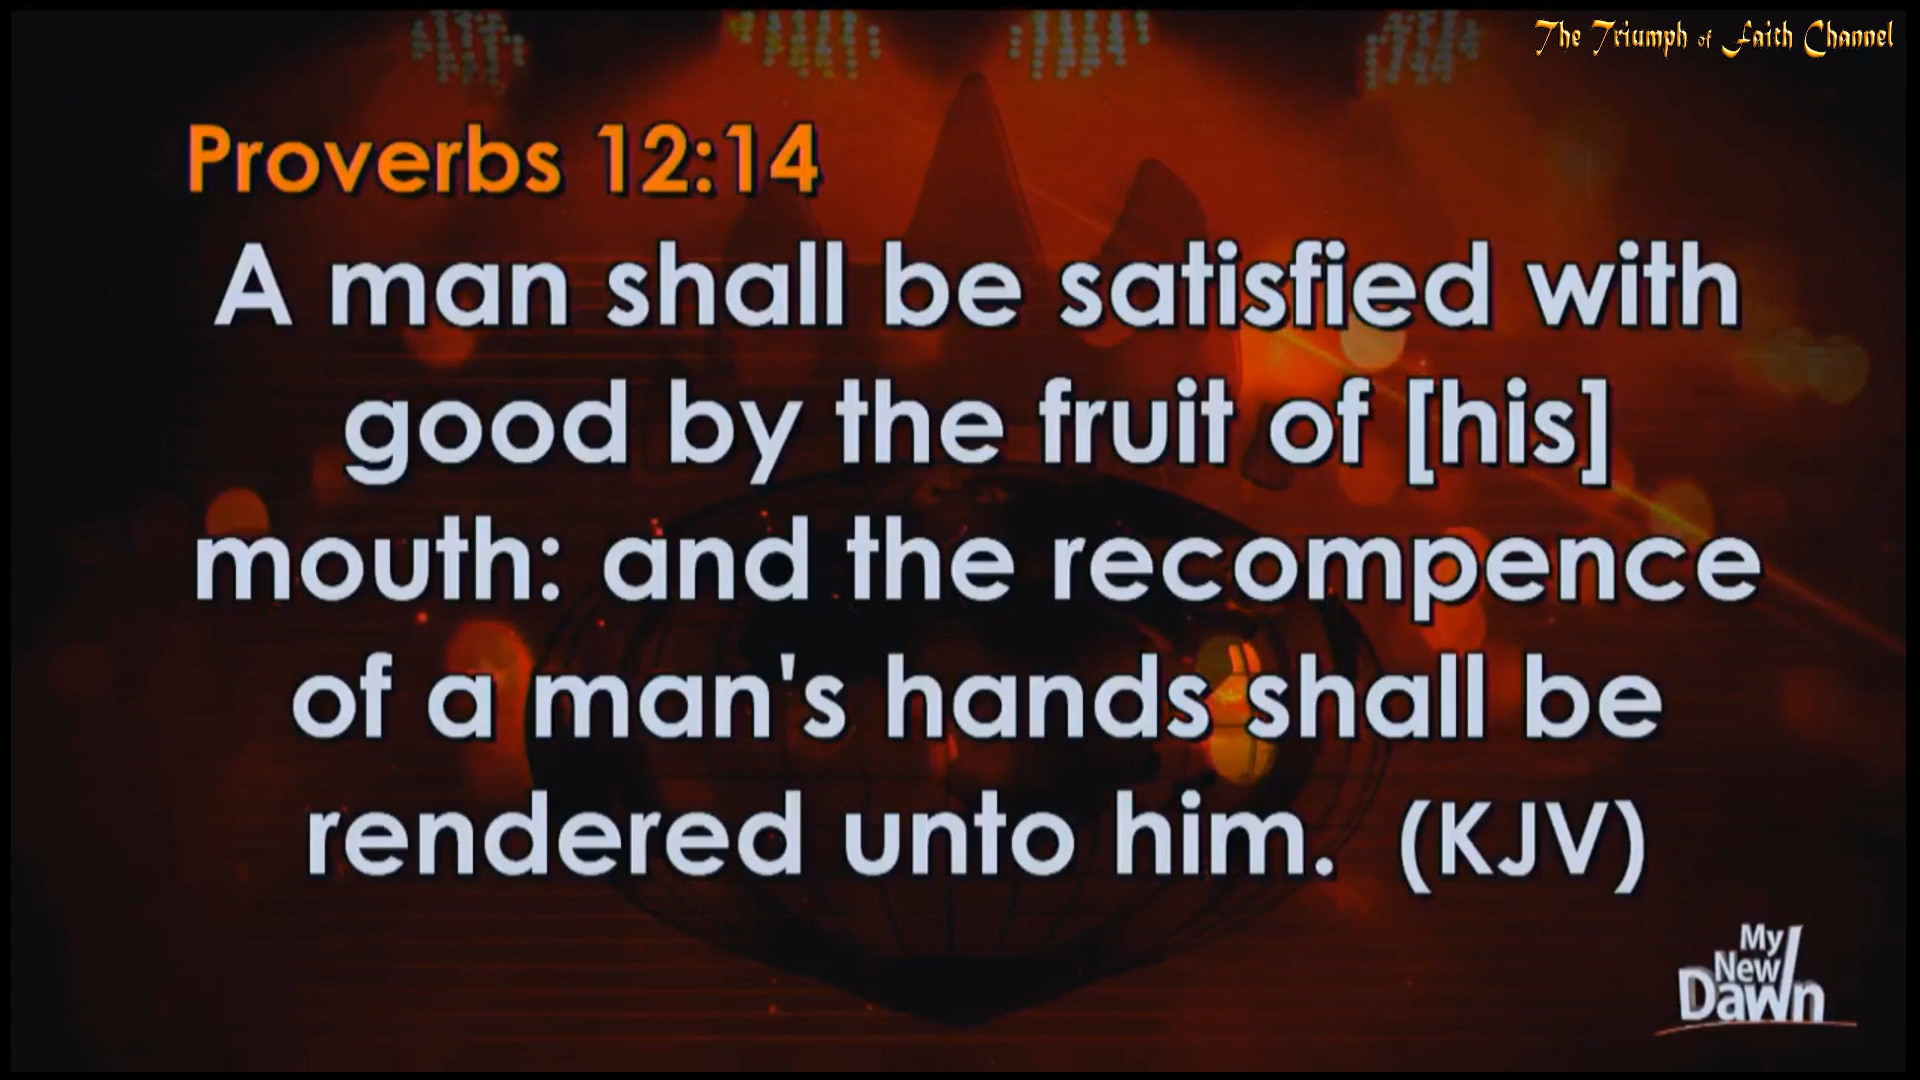 The Triumph of Faith Channel
Proverbs 12:14
A man shall be satisfied with
good by the fruit of [his]
mouth: and the recompence
of a man's hands shall be
rendered unto him. (KJV)
My
New
Dawn